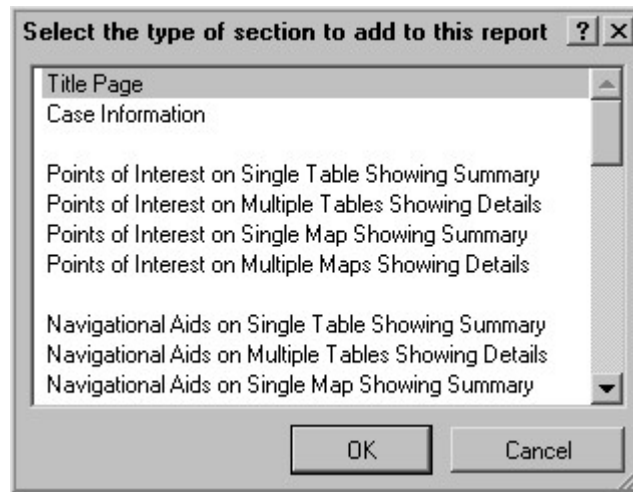 Select the type of section to add to this report
Title Page
Case Information
Points of Interest on Single Table Showing Summary
Points of Interest on Multiple Tables Showing Details
Points of Interest on Single Map Showing Summary
Points of Interest on Multiple Maps Showing Details
Navigational Aids on Single Table Showing Summary
Navigational Aids on Multiple Tables Showing Details
Navigational Aids on Single Map Showing Summary
OK Cancel